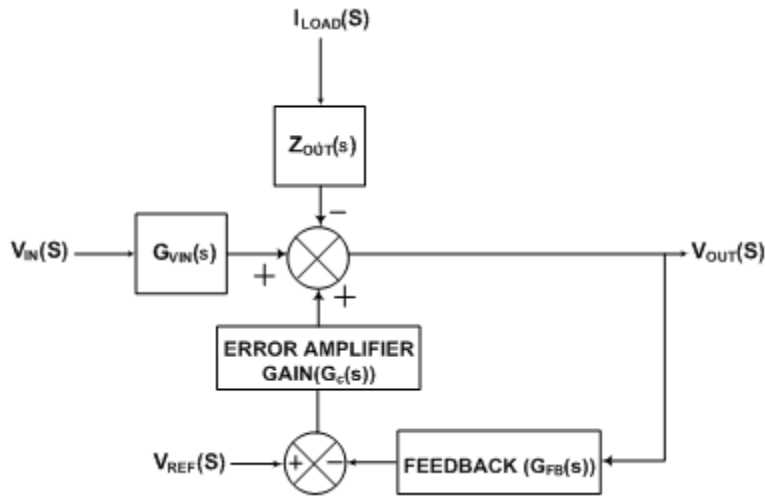 I_LOAD(S)
Z_OUT(s)
−
V_IN(S)
G_VIN(s)
+
V_OUT(S)
+
ERROR AMPLIFIER
GAIN(G_c(s))
V_REF(S)
+
−
FEEDBACK (G_FB(s))